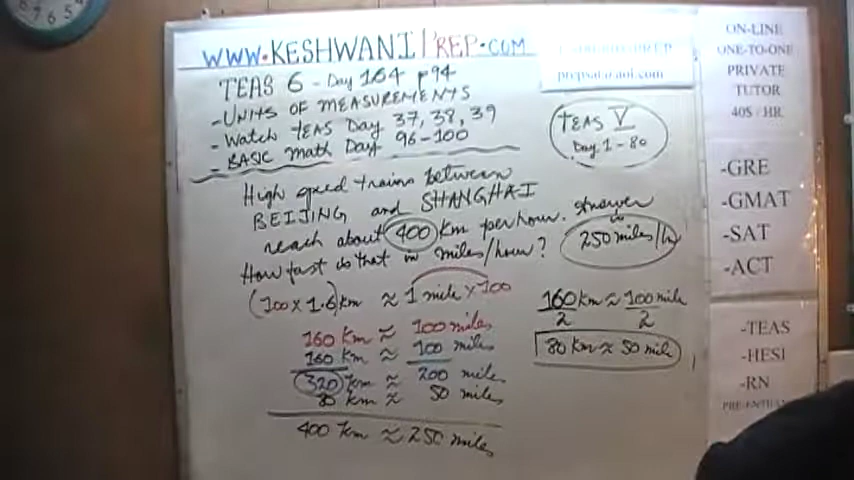 WWW.KESHWANIPREP.COM
TEAS 6 - Day 164 p94
- UNITS OF MEASUREMENTS
- Watch TEAS Day 37, 38, 39
- BASIC Math Day 96-100
prepsat@aol.com
TEAS V
Day 1-80
High speed trains between
BEIJING and SHANGHAI
reach about 400 km per hour.
How fast is that in miles/hour?
Answer
is
250 miles/hr
(100 x 1.6) km ≈ 1 mile x 100
160 Km ≈ 100 miles
160 Km ≈ 100 miles
320 km ≈ 200 miles
80 km ≈ 50 miles
400 km ≈ 250 miles
160 km ≈ 100 mile
2 2
80 km ≈ 50 mile
ON-LINE
ONE-TO-ONE
PRIVATE
TUTOR
40$ / HR
-GRE
-GMAT
-SAT
-ACT
-TEAS
-HESI
-RN
7 6 5